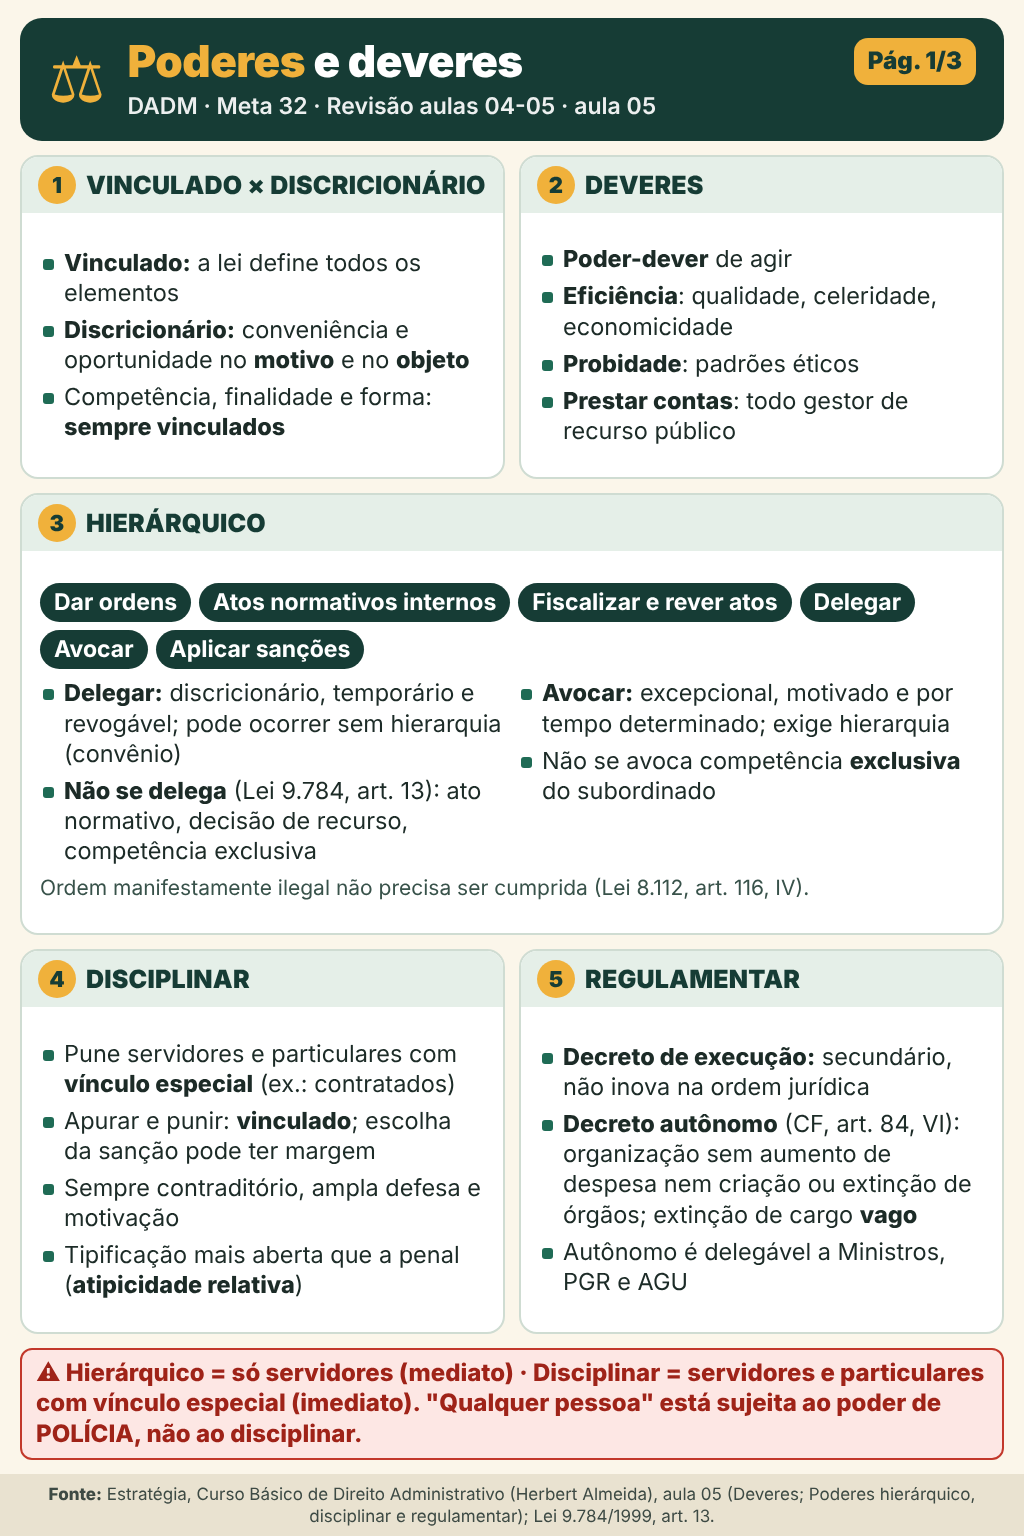 Poderes e deveres
DADM · Meta 32 · Revisão aulas 04-05 · aula 05
Pág. 1/3
1 VINCULADO × DISCRICIONÁRIO
Vinculado: a lei define todos os
elementos
Discricionário: conveniência e
oportunidade no motivo e no objeto
Competência, finalidade e forma:
sempre vinculados
2 DEVERES
Poder-dever de agir
Eficiência: qualidade, celeridade,
economicidade
Probidade: padrões éticos
Prestar contas: todo gestor de
recurso público
3 HIERÁRQUICO
Dar ordens Atos normativos internos Fiscalizar e rever atos Delegar
Avocar Aplicar sanções
Delegar: discricionário, temporário e
revogável; pode ocorrer sem hierarquia
(convênio)
Não se delega (Lei 9.784, art. 13): ato
normativo, decisão de recurso,
competência exclusiva
Avocar: excepcional, motivado e por
tempo determinado; exige hierarquia
Não se avoca competência exclusiva
do subordinado
Ordem manifestamente ilegal não precisa ser cumprida (Lei 8.112, art. 116, IV).
4 DISCIPLINAR
Pune servidores e particulares com
vínculo especial (ex.: contratados)
Apurar e punir: vinculado; escolha
da sanção pode ter margem
Sempre contraditório, ampla defesa e
motivação
Tipificação mais aberta que a penal
(atipicidade relativa)
5 REGULAMENTAR
Decreto de execução: secundário,
não inova na ordem jurídica
Decreto autônomo (CF, art. 84, VI):
organização sem aumento de
despesa nem criação ou extinção de
órgãos; extinção de cargo vago
Autônomo é delegável a Ministros,
PGR e AGU
⚠ Hierárquico = só servidores (mediato) · Disciplinar = servidores e particulares
com vínculo especial (imediato). "Qualquer pessoa" está sujeita ao poder de
POLÍCIA, não ao disciplinar.
Fonte: Estratégia, Curso Básico de Direito Administrativo (Herbert Almeida), aula 05 (Deveres; Poderes hierárquico,
disciplinar e regulamentar); Lei 9.784/1999, art. 13.